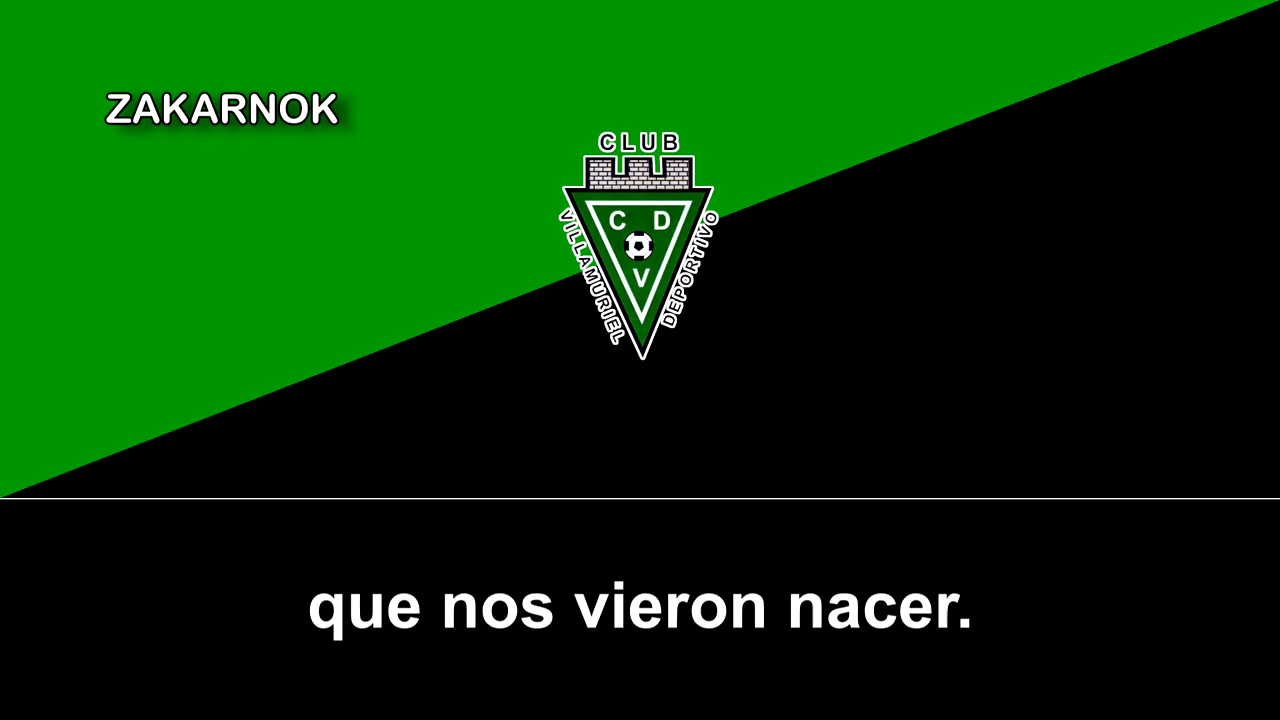 ZAKARNOK
CLUB
C D
V
VILLAMURIEL
DEPORTIVO
que nos vieron nacer.